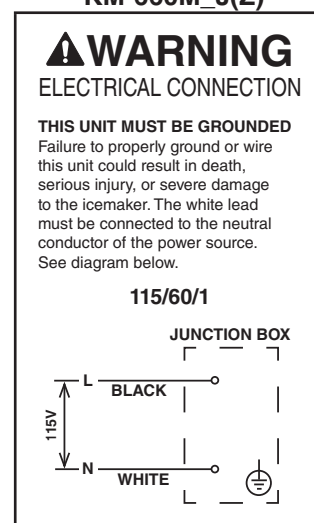 WARNING
ELECTRICAL CONNECTION
THIS UNIT MUST BE GROUNDED
Failure to properly ground or wire
this unit could result in death,
serious injury, or severe damage
to the icemaker. The white lead
must be connected to the neutral
conductor of the power source.
See diagram below.
115/60/1
JUNCTION BOX
L
BLACK
115V
N
WHITE